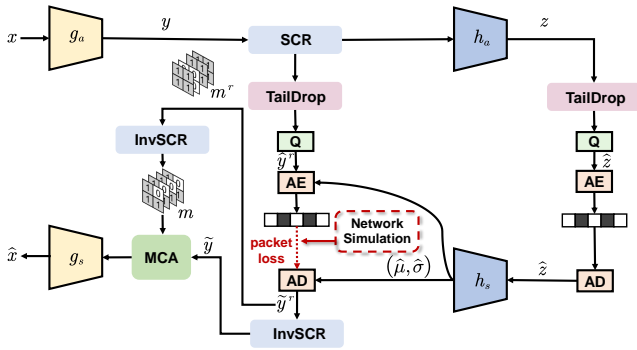 x
g_a
y
SCR
h_a
z
m^r
TailDrop
TailDrop
InvSCR
Q
Q
ŷ^r
ẑ
AE
AE
m
Network
Simulation
packet
loss
x̂
g_s
MCA
ỹ
(μ̂, σ̂)
h_s
ẑ
AD
AD
ỹ^r
InvSCR